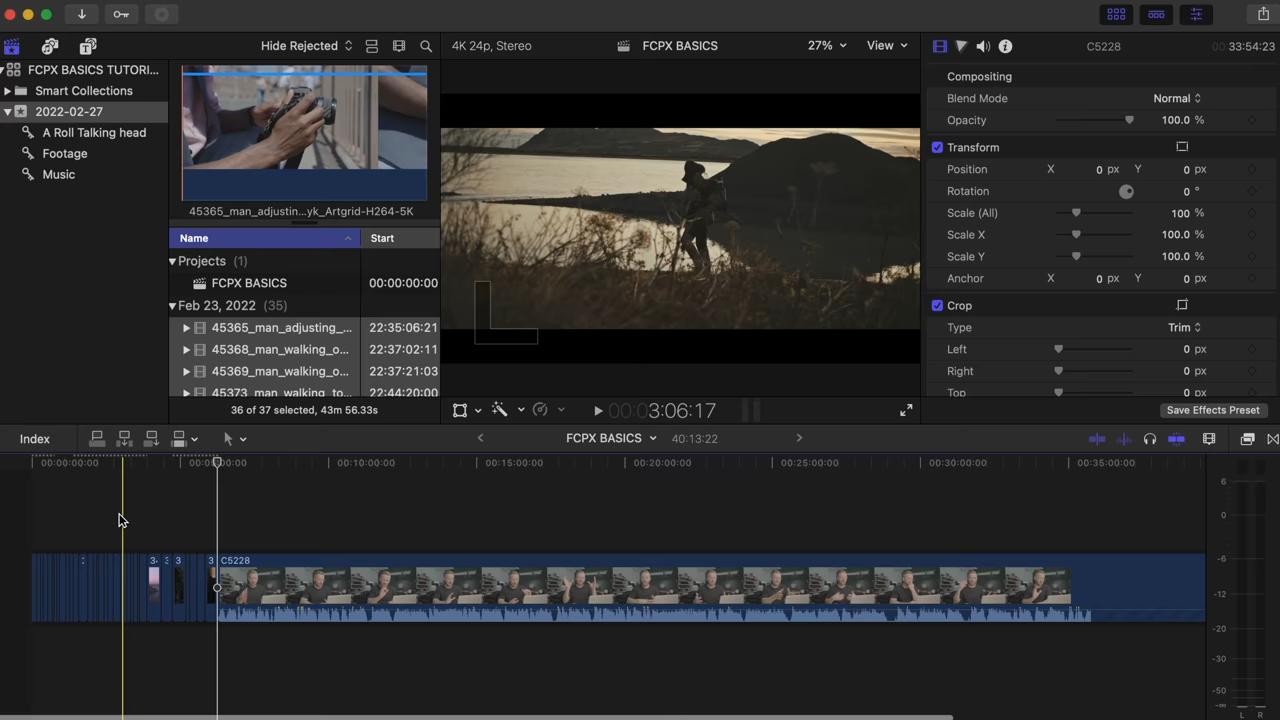 Hide Rejected
4K 24p, Stereo
FCPX BASICS
27%
View
C5228
00:33:54:23
FCPX BASICS TUTORI...
Smart Collections
2022-02-27
A Roll Talking head
Footage
Music
45365_man_adjustin...yk_Artgrid-H264-5K
Name
Start
Projects (1)
FCPX BASICS
00:00:00:00
Feb 23, 2022 (35)
45365_man_adjusting_...
22:35:06:21
45368_man_walking_o...
22:37:02:11
45369_man_walking_o...
22:37:21:03
45373_man_walking_to...
22:44:20:00
36 of 37 selected, 43m 56.33s
00:03:06:17
Compositing
Blend Mode
Normal
Opacity
100.0 %
Transform
Position
X
0 px
Y
0 px
Rotation
0 °
Scale (All)
100 %
Scale X
100.0 %
Scale Y
100.0 %
Anchor
X
0 px
Y
0 px
Crop
Type
Trim
Left
0 px
Right
0 px
Top
0 px
Save Effects Preset
Index
FCPX BASICS
40:13:22
00:00:00:00
00:05:00:00
00:10:00:00
00:15:00:00
00:20:00:00
00:25:00:00
00:30:00:00
00:35:00:00
3
3
3
C5228
6
0
-6
-12
-20
-30
-50
-∞
L
R